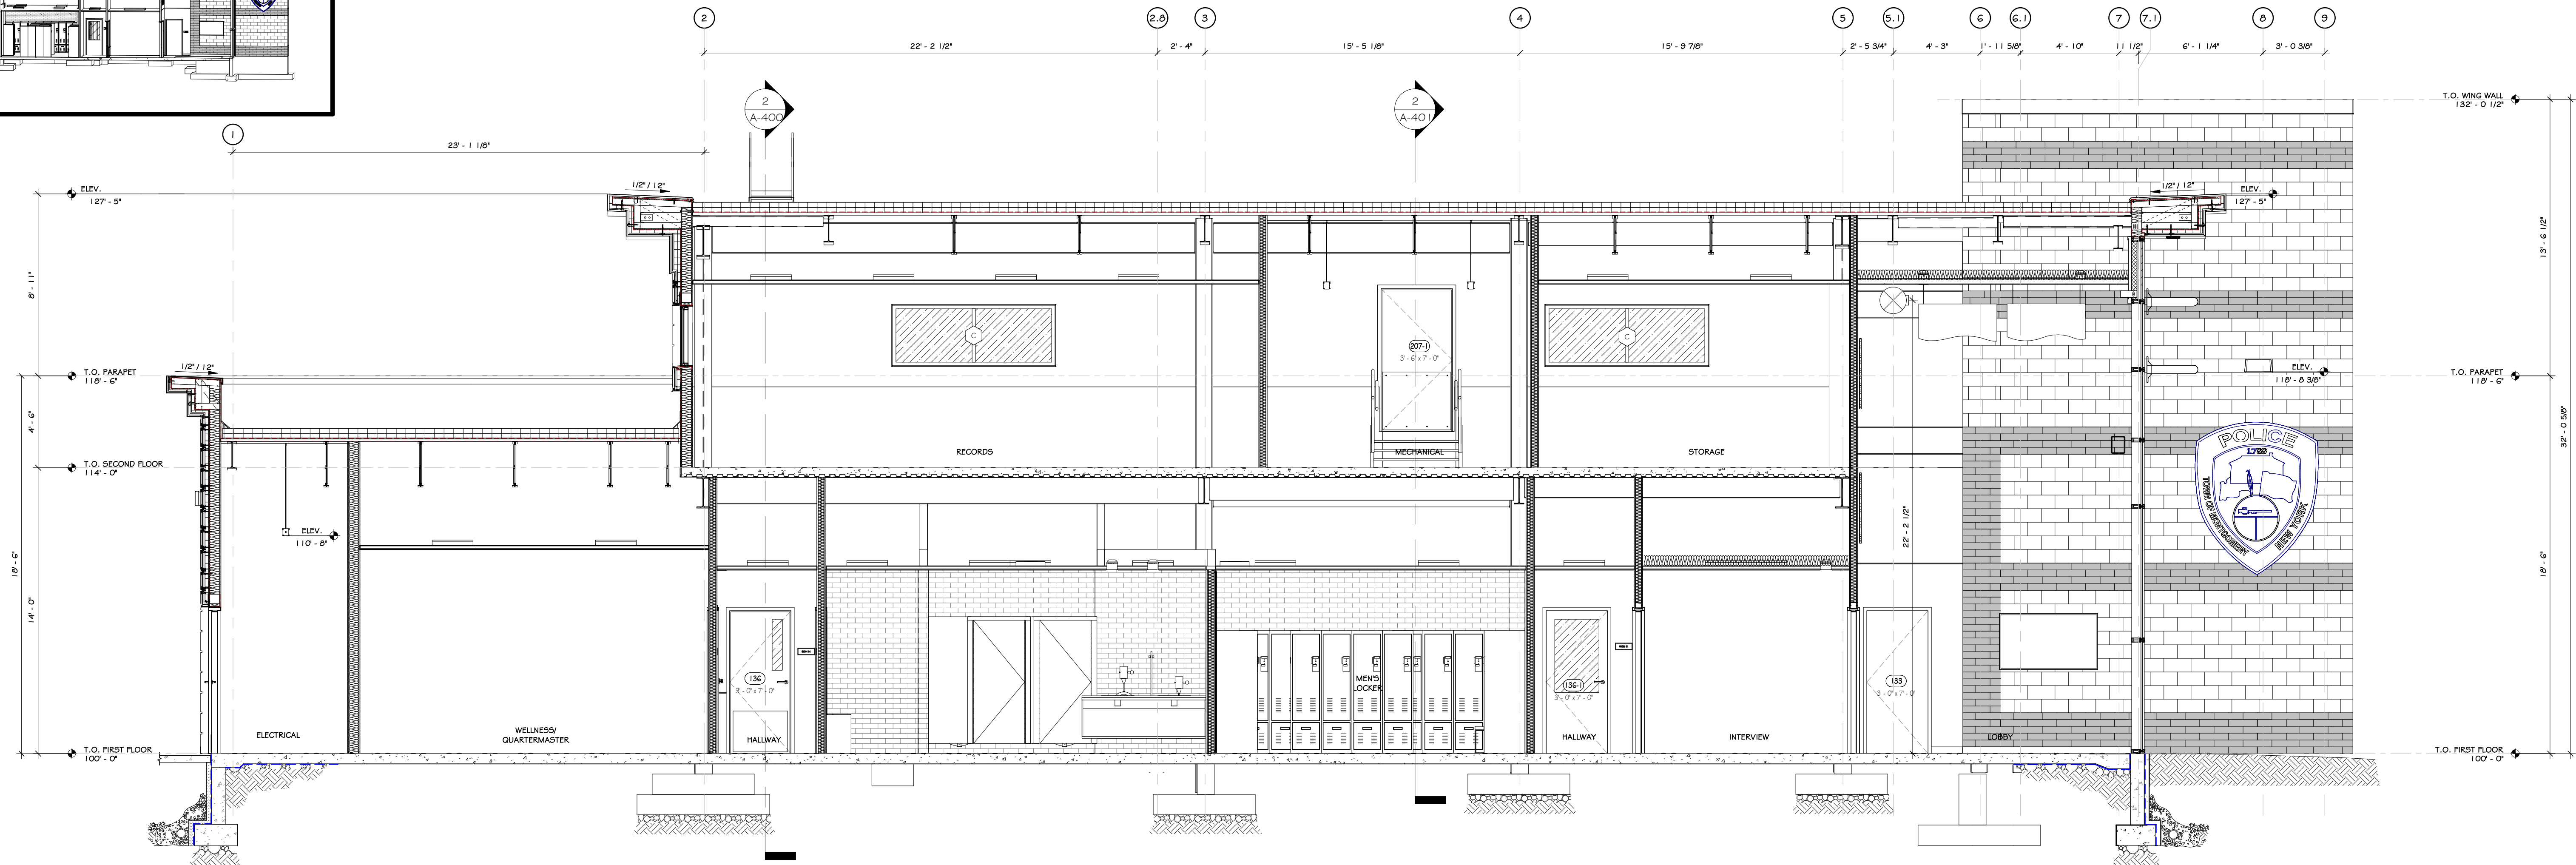 2
2.8
3
4
5
5.1
6
6.1
7
7.1
8
9
22' - 2 1/2"
2' - 4"
15' - 5 1/8"
15' - 9 7/8"
2' - 5 3/4"
4' - 3"
1' - 11 5/8"
4' - 10"
11 1/2"
6' - 1 1/4"
3' - 0 3/8"
2
A-400
2
A-401
T.O. WING WALL
132' - 0 1/2"
1
23' - 1 1/8"
ELEV.
127' - 5"
1/2" / 12"
1/2" / 12"
ELEV.
127' - 5"
8' - 11"
13' - 6 1/2"
C
207-1
3' - 6" x 7' - 0"
C
T.O. PARAPET
118' - 6"
1/2" / 12"
ELEV.
118' - 8 3/8"
T.O. PARAPET
118' - 6"
4' - 6"
32' - 0 5/8"
RECORDS
MECHANICAL
STORAGE
T.O. SECOND FLOOR
114' - 0"
POLICE
TOWN OF MONTGOMERY
NEW YORK
ELEV.
110' - 8"
22' - 2 1/2"
18' - 6"
14' - 0"
18' - 6"
136
3' - 0" x 7' - 0"
MEN'S
LOCKER
136-1
3' - 0" x 7' - 0"
133
3' - 0" x 7' - 0"
ELECTRICAL
WELLNESS/
QUARTERMASTER
HALLWAY
HALLWAY
INTERVIEW
LOBBY
T.O. FIRST FLOOR
100' - 0"
T.O. FIRST FLOOR
100' - 0"